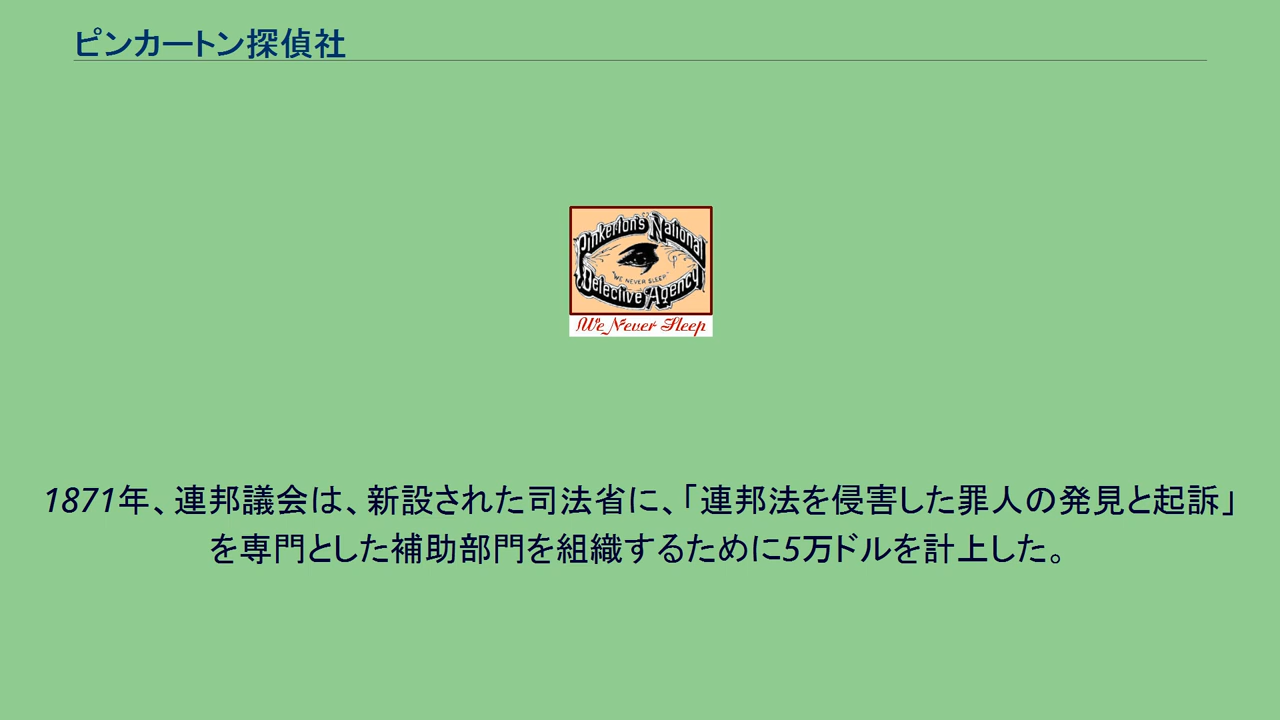 ピンカートン探偵社
Pinkerton's National
"WE NEVER SLEEP"
Detective Agency
We Never Sleep
1871年、連邦議会は、新設された司法省に、「連邦法を侵害した罪人の発見と起訴」
を専門とした補助部門を組織するために5万ドルを計上した。